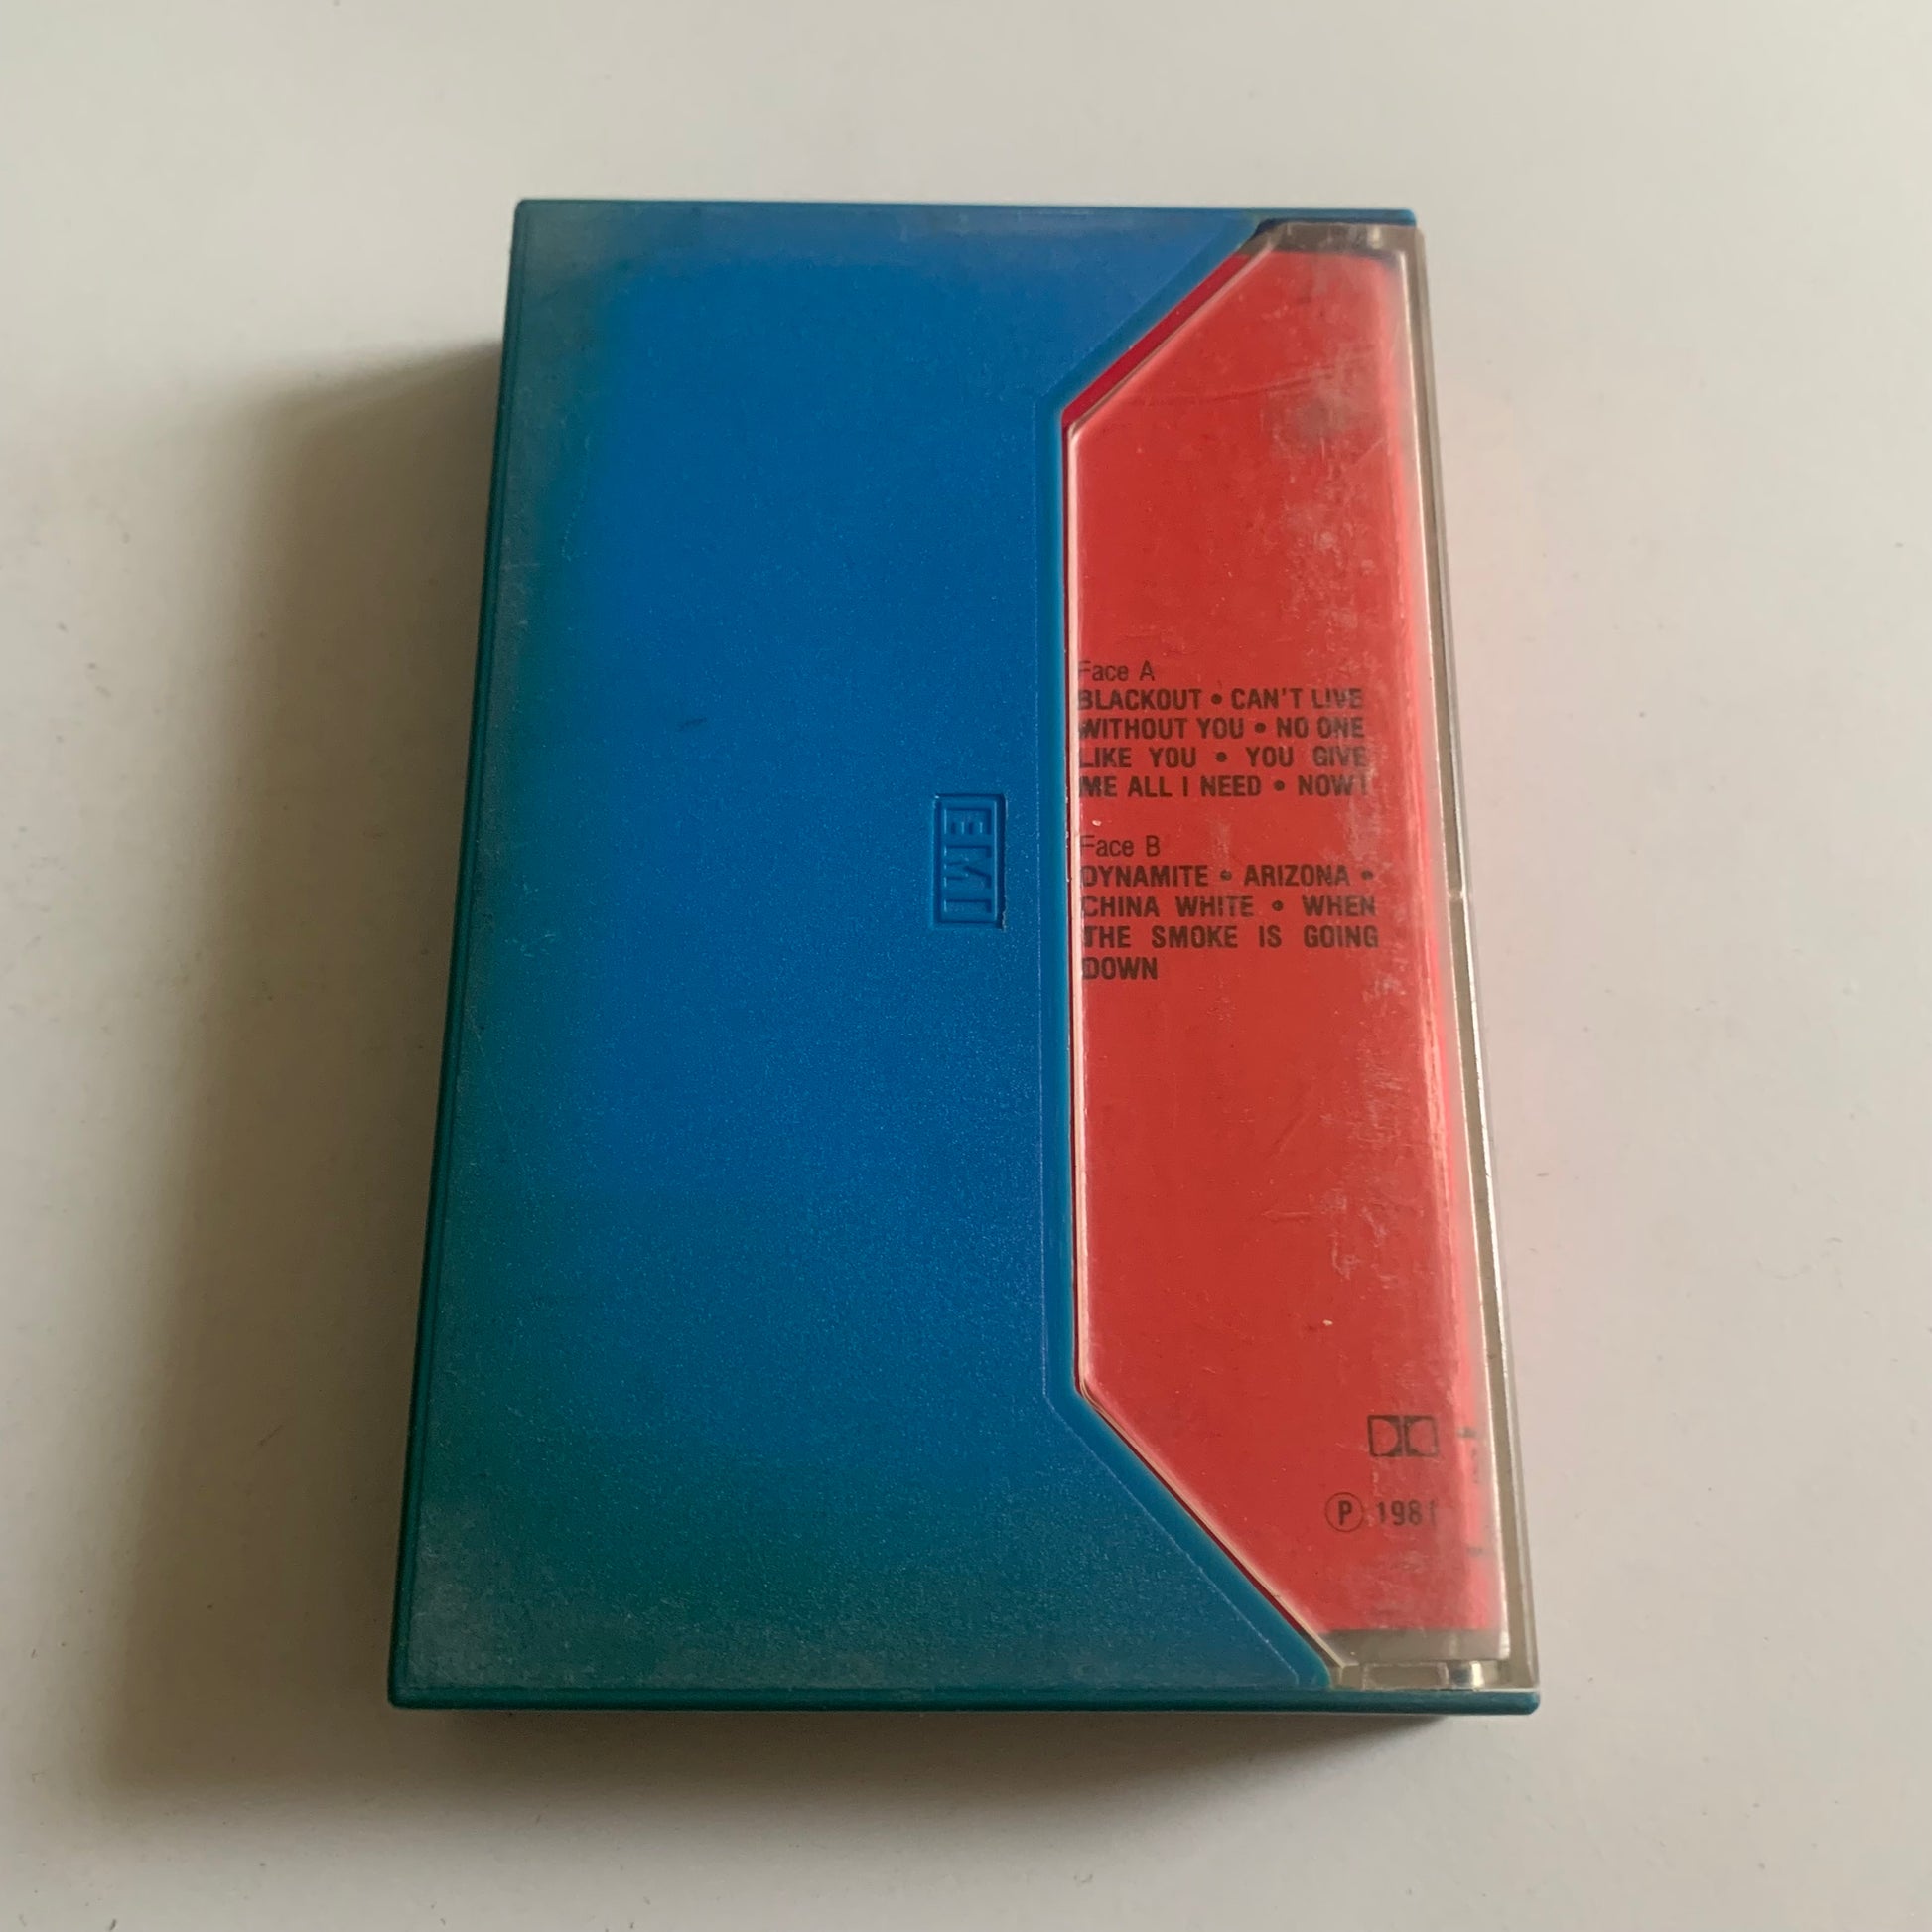 EMI
Face A
BLACKOUT • CAN'T LIVE
WITHOUT YOU • NO ONE
LIKE YOU • YOU GIVE
ME ALL I NEED • NOW!
Face B
DYNAMITE • ARIZONA •
CHINA WHITE • WHEN
THE SMOKE IS GOING
DOWN
Ⓟ 1981